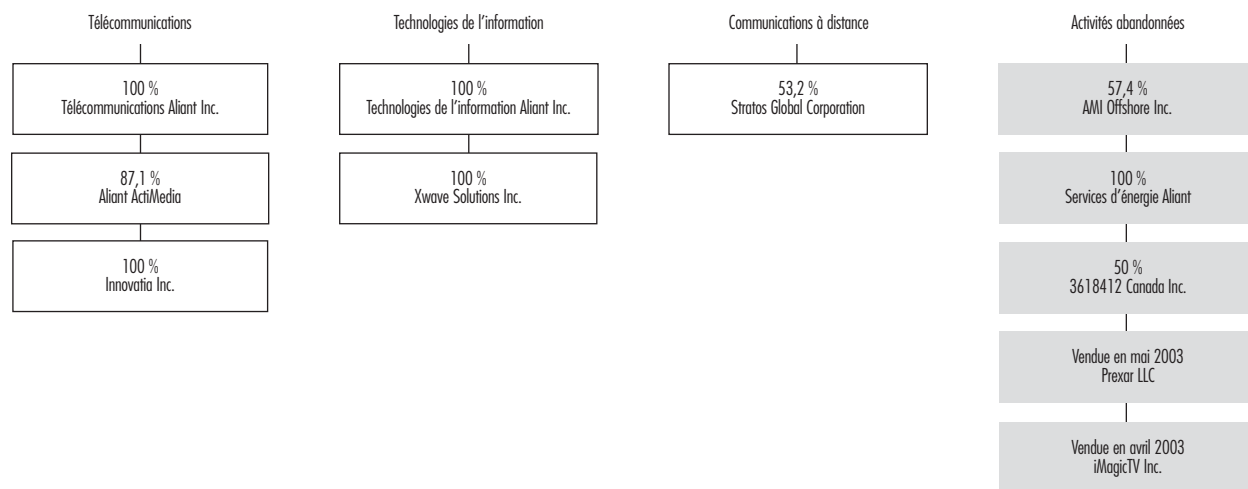 Télécommunications
100 %
Télécommunications Aliant Inc.
87,1 %
Aliant ActiMedia
100 %
Innovatia Inc.
Technologies de l'information
100 %
Technologies de l'information Aliant Inc.
100 %
Xwave Solutions Inc.
Communications à distance
53,2 %
Stratos Global Corporation
Activités abandonnées
57,4 %
AMI Offshore Inc.
100 %
Services d'énergie Aliant
50 %
3618412 Canada Inc.
Vendue en mai 2003
Prexar LLC
Vendue en avril 2003
iMagicTV Inc.